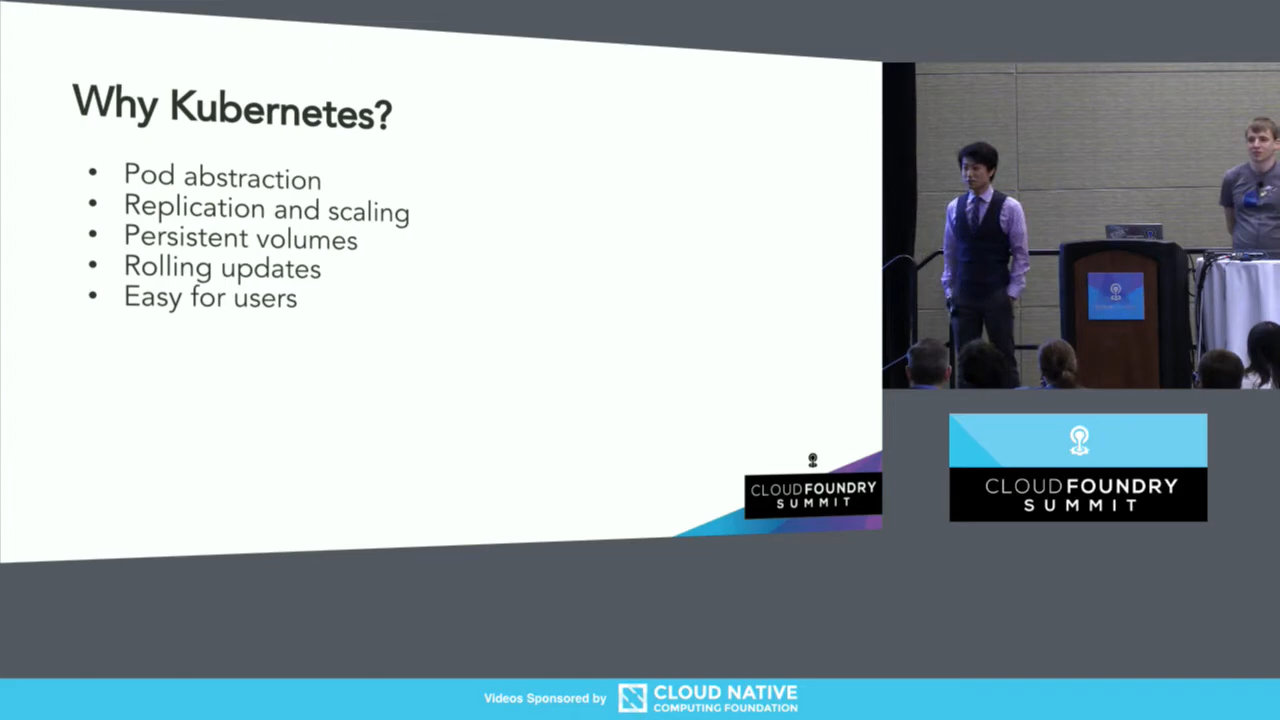 Why Kubernetes?
• Pod abstraction
• Replication and scaling
• Persistent volumes
• Rolling updates
• Easy for users
CLOUD FOUNDRY
SUMMIT
CLOUD FOUNDRY
SUMMIT
Videos Sponsored by
CLOUD NATIVE
COMPUTING FOUNDATION